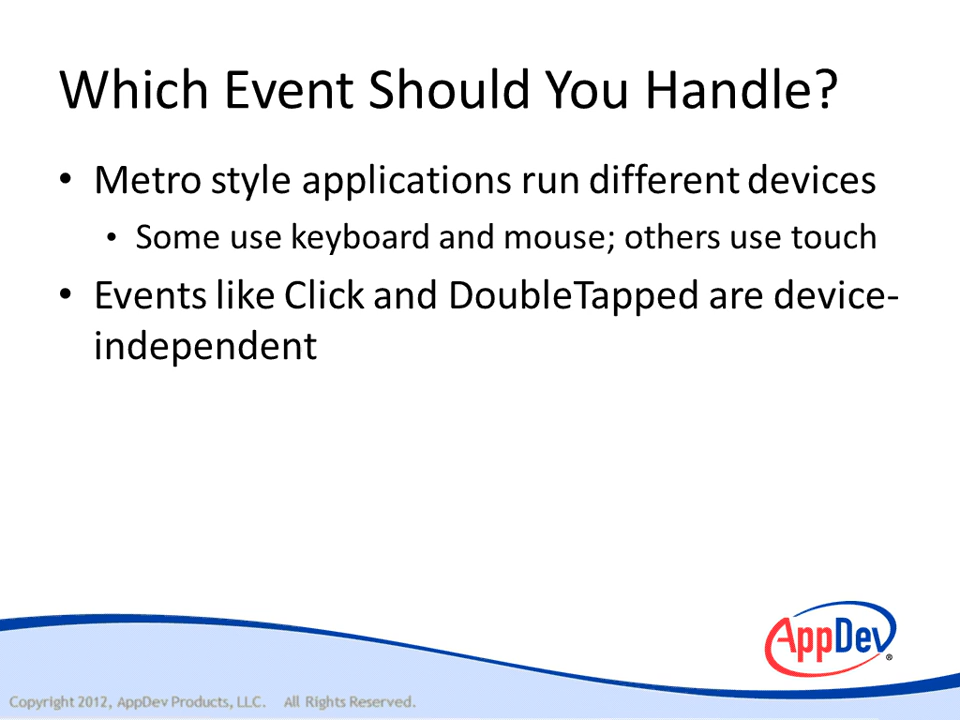 Which Event Should You Handle?
• Metro style applications run different devices
• Some use keyboard and mouse; others use touch
• Events like Click and DoubleTapped are device-
independent
AppDev®
Copyright 2012, AppDev Products, LLC. All Rights Reserved.